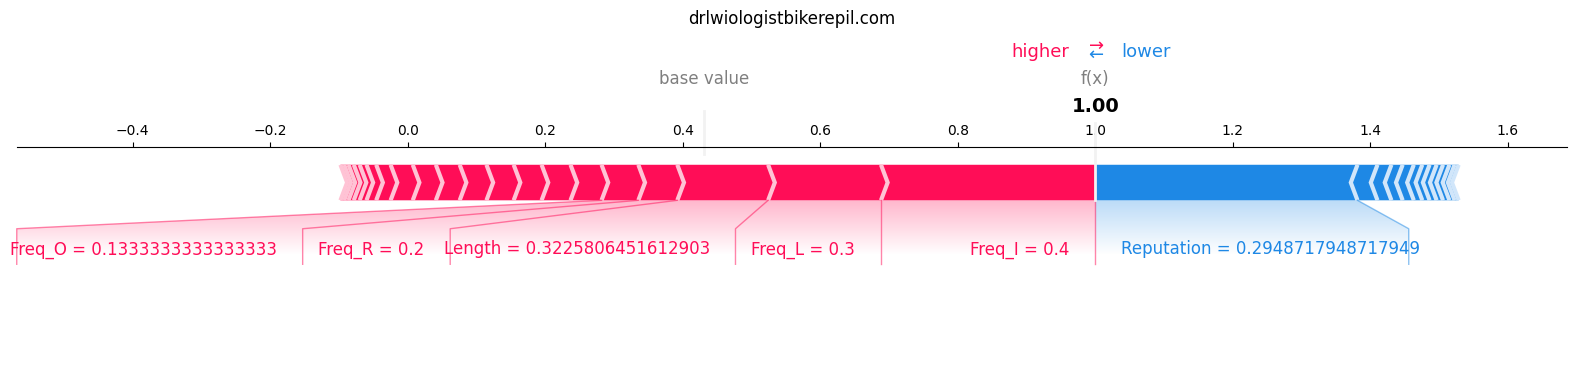 drlwiologistbikerepil.com
higher ⇄ lower
base value f(x)
1.00
−0.4 −0.2 0.0 0.2 0.4 0.6 0.8 1.0 1.2 1.4 1.6
Freq_O = 0.1333333333333333 Freq_R = 0.2 Length = 0.3225806451612903 Freq_L = 0.3 Freq_I = 0.4 Reputation = 0.2948717948717949